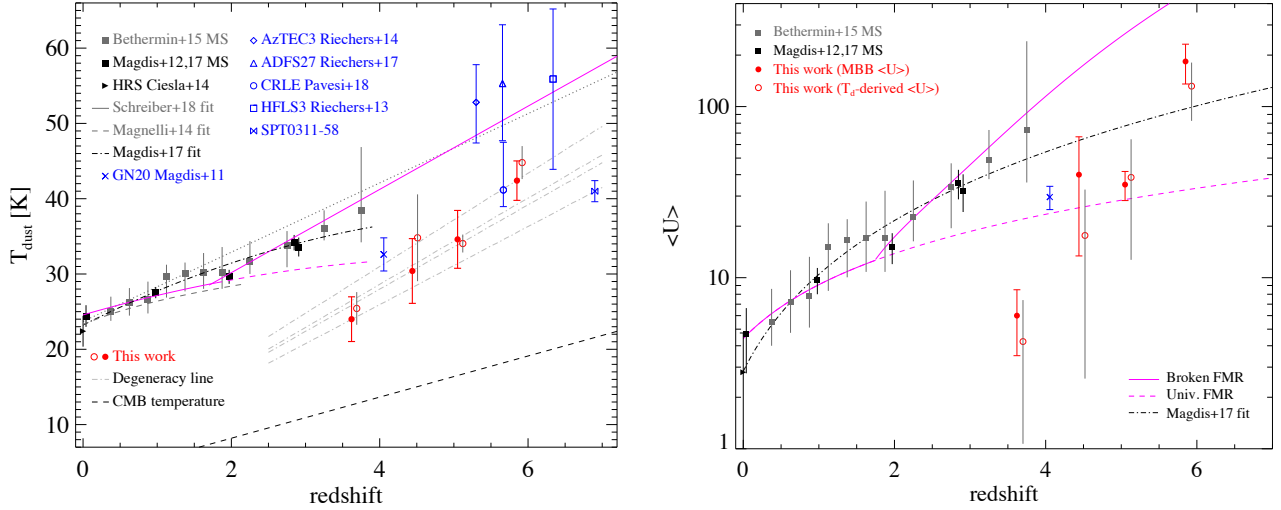 60
50
40
30
20
10
0
2
4
6
T_dust [K]
redshift
Bethermin+15 MS
Magdis+12,17 MS
HRS Ciesla+14
Schreiber+18 fit
Magnelli+14 fit
Magdis+17 fit
GN20 Magdis+11
AzTEC3 Riechers+14
ADFS27 Riechers+17
CRLE Pavesi+18
HFLS3 Riechers+13
SPT0311-58
This work
Degeneracy line
CMB temperature
100
10
1
0
2
4
6
<U>
redshift
Bethermin+15 MS
Magdis+12,17 MS
This work (MBB <U>)
This work (T_d-derived <U>)
Broken FMR
Univ. FMR
Magdis+17 fit